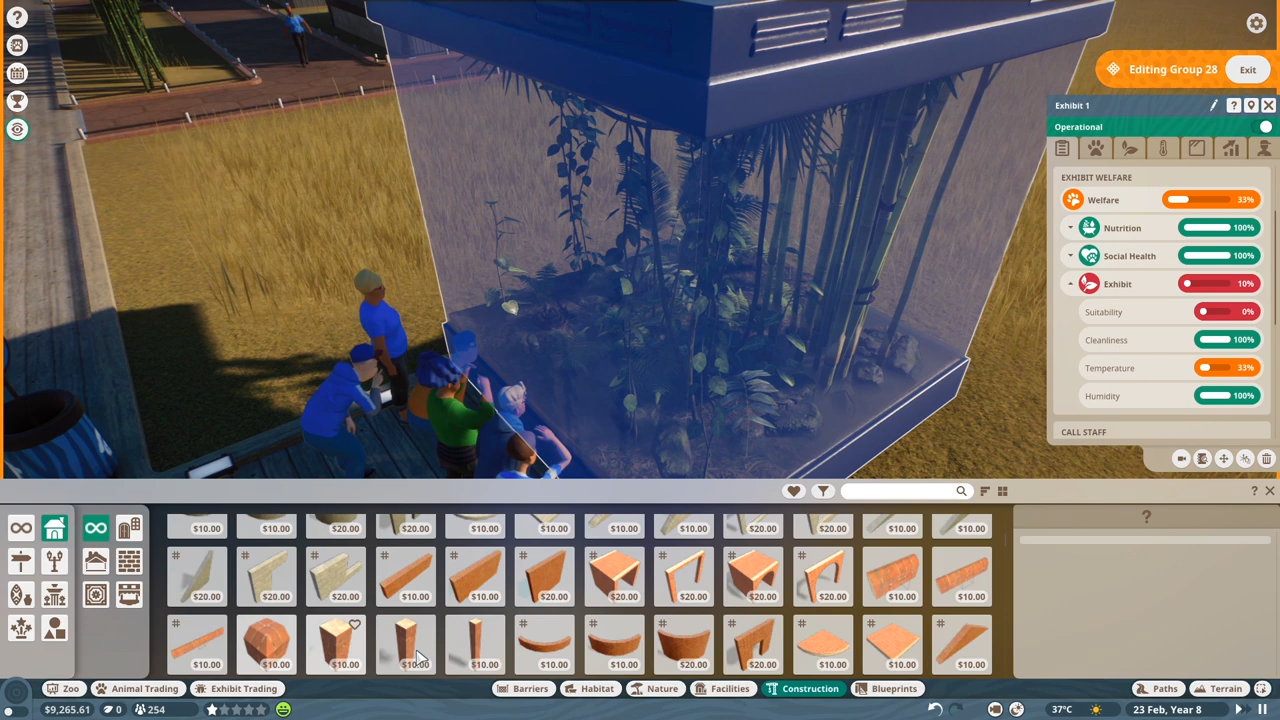 Editing Group 28
Exit
Exhibit 1
?
Operational
EXHIBIT WELFARE
Welfare 33%
Nutrition 100%
Social Health 100%
Exhibit 10%
Suitability 0%
Cleanliness 100%
Temperature 33%
Humidity 100%
CALL STAFF
?
?
$10.00 $10.00 $20.00 $20.00 $10.00 $10.00 $10.00 $20.00 $20.00 $10.00 $10.00 $10.00
$20.00 $20.00 $20.00 $10.00 $10.00 $10.00 $20.00 $20.00 $20.00 $20.00 $10.00 $10.00
$10.00 $10.00 $10.00 $10.00 $10.00 $10.00 $10.00 $20.00 $20.00 $10.00 $10.00 $10.00
Zoo Animal Trading Exhibit Trading Barriers Habitat Nature Facilities Construction Blueprints Paths Terrain
$9,265.61 0 254 37°C 23 Feb, Year 8